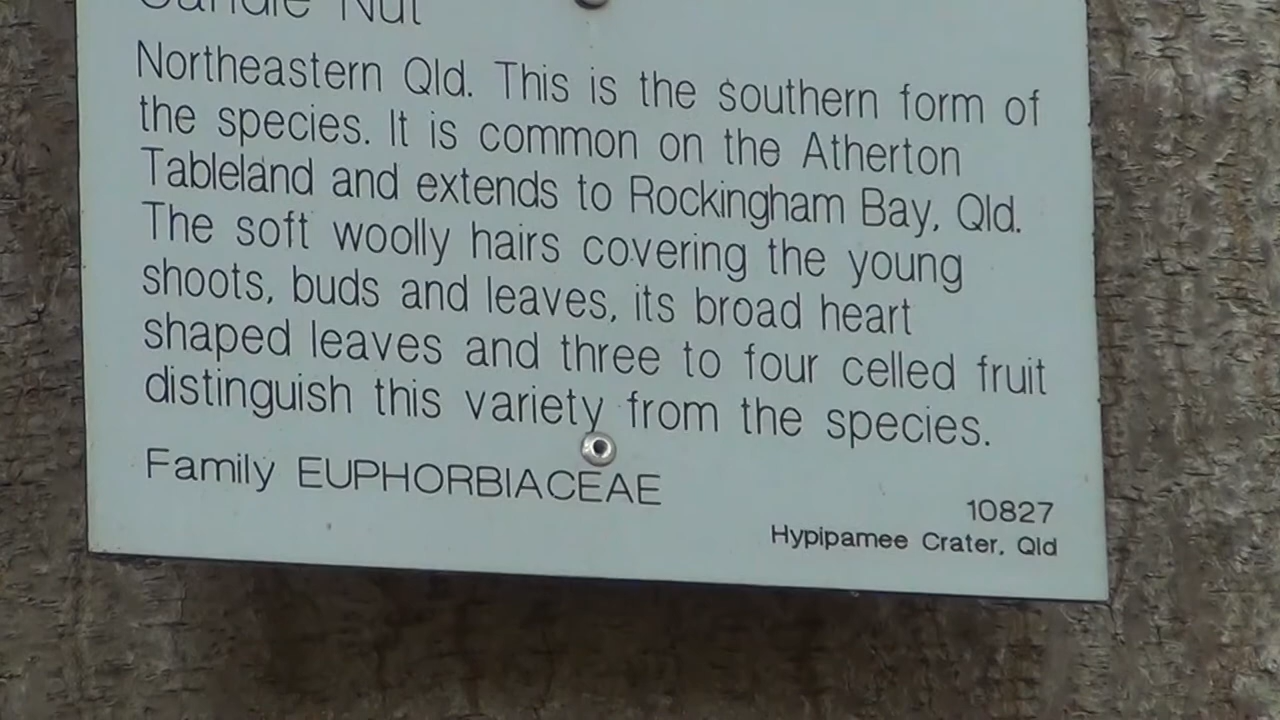 Candle Nut
Northeastern Qld. This is the southern form of
the species. It is common on the Atherton
Tableland and extends to Rockingham Bay, Qld.
The soft woolly hairs covering the young
shoots, buds and leaves, its broad heart
shaped leaves and three to four celled fruit
distinguish this variety from the species.
Family EUPHORBIACEAE
10827
Hypipamee Crater, Qld